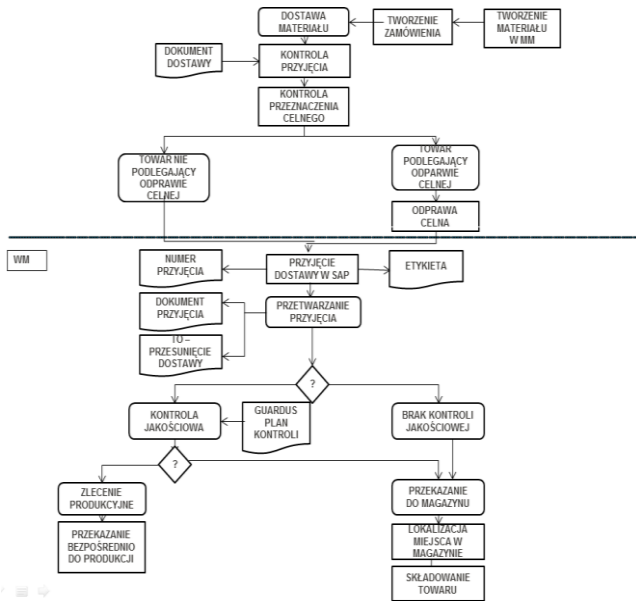 DOSTAWA
MATERIAŁU
TWORZENIE
ZAMÓWIENIA
TWORZENIE
MATERIAŁU
W MM
DOKUMENT
DOSTAWY
KONTROLA
PRZYJĘCIA
KONTROLA
PRZEZNACZENIA
CELNEGO
TOWAR NIE
PODLEGAJĄCY
ODPRAWIE
CELNEJ
TOWAR
PODLEGAJĄCY
ODPARWIE
CELNEJ
ODPRAWA
CELNA
WM
NUMER
PRZYJĘCIA
PRZYJĘCIE
DOSTAWY W SAP
ETYKIETA
DOKUMENT
PRZYJĘCIA
PRZETWARZANIE
PRZYJĘCIA
TO –
PRZESUNIĘCIE
DOSTAWY
?
KONTROLA
JAKOŚCIOWA
GUARDUS
PLAN
KONTROLI
BRAK KONTROLI
JAKOŚCIOWEJ
?
ZLECENIE
PRODUKCYJNE
PRZEKAZANIE
DO MAGAZYNU
PRZEKAZANIE
BEZPOŚREDNIO
DO PRODUKCJI
LOKALIZACJA
MIEJSCA W
MAGAZYNIE
SKŁADOWANIE
TOWARU